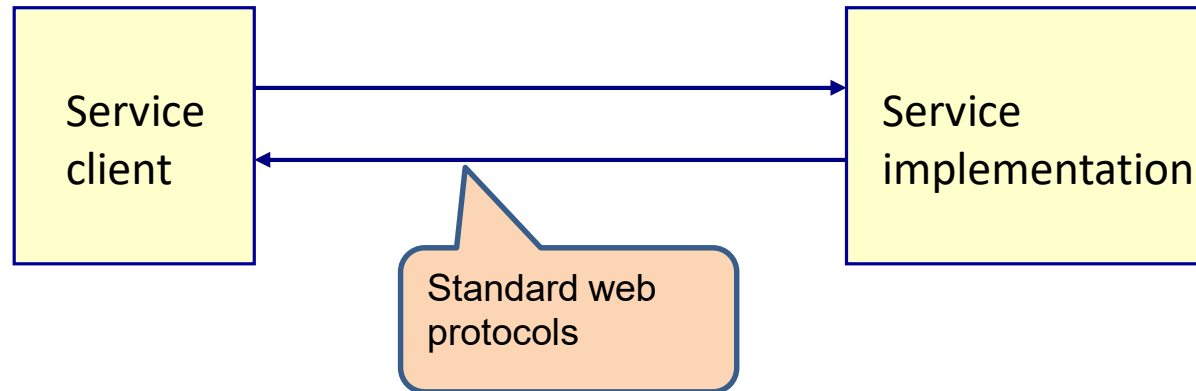 Service
client
Service
implementation
Standard web
protocols